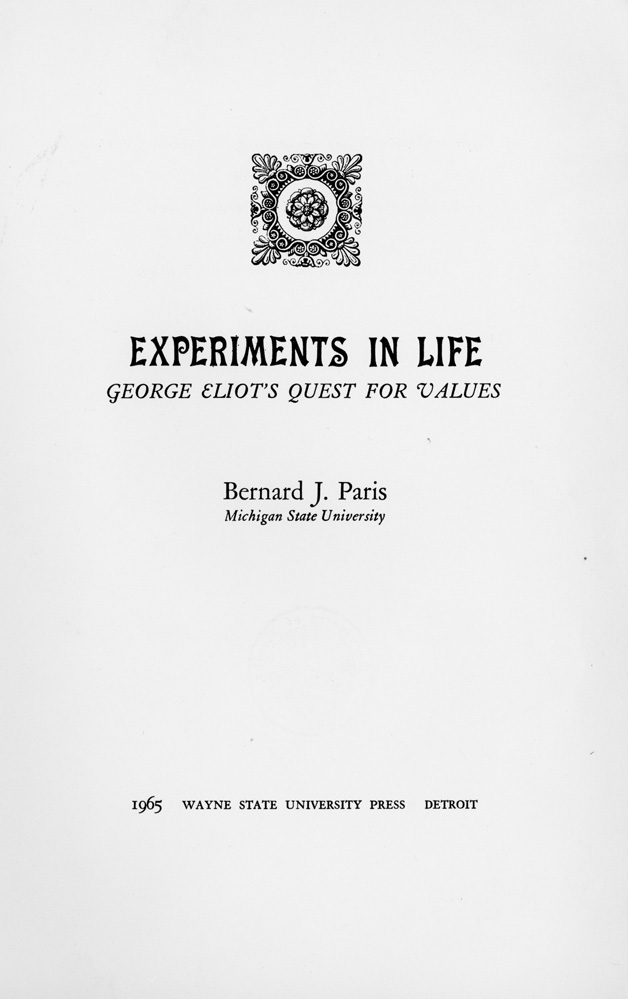 EXPERIMENTS IN LIFE
GEORGE ELIOT'S QUEST FOR VALUES
Bernard J. Paris
Michigan State University
1965 WAYNE STATE UNIVERSITY PRESS DETROIT